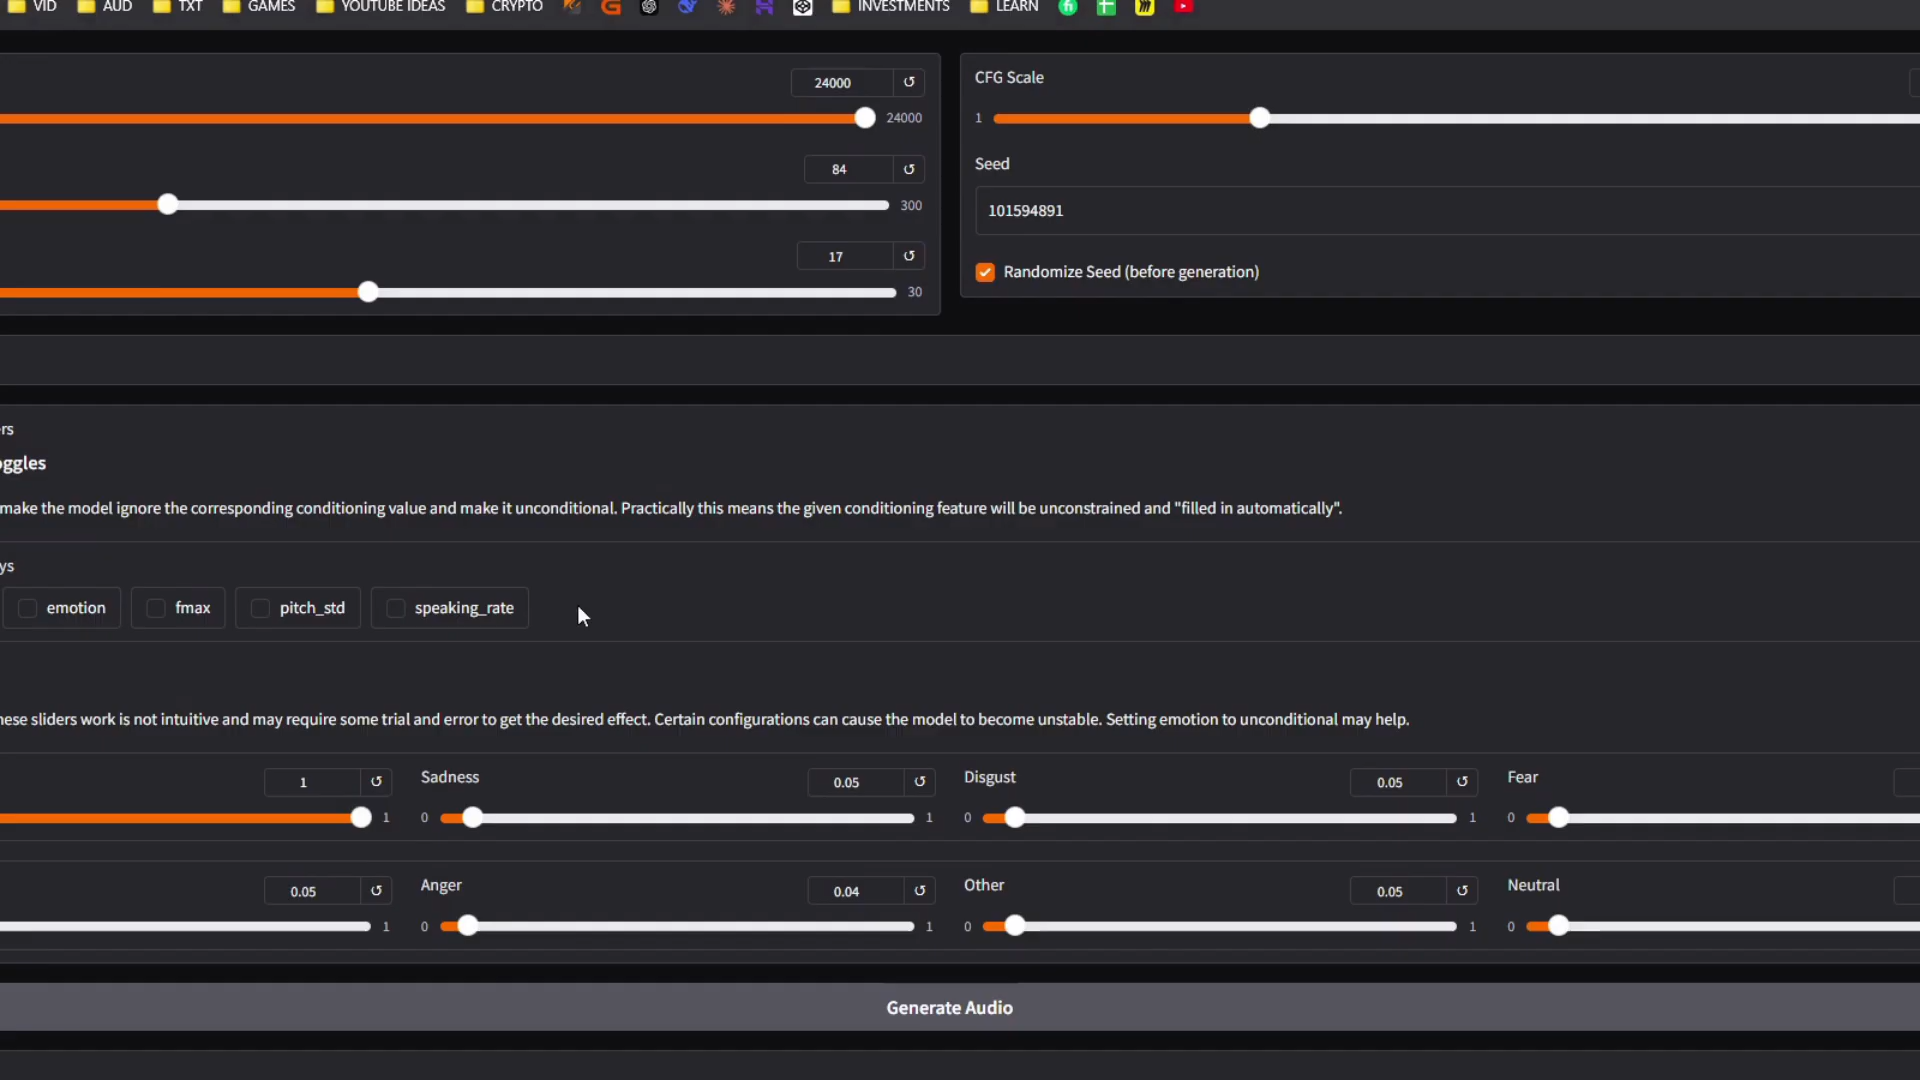 VID AUD TXT GAMES YOUTUBE IDEAS CRYPTO INVESTMENTS LEARN
24000
24000
84
300
17
30
CFG Scale
1
Seed
101594891
Randomize Seed (before generation)
ers
oggles
make the model ignore the corresponding conditioning value and make it unconditional. Practically this means the given conditioning feature will be unconstrained and "filled in automatically".
ys
emotion fmax pitch_std speaking_rate
hese sliders work is not intuitive and may require some trial and error to get the desired effect. Certain configurations can cause the model to become unstable. Setting emotion to unconditional may help.
1 Sadness 0.05 Disgust 0.05 Fear
1 0 1 0 1 0
0.05 Anger 0.04 Other 0.05 Neutral
1 0 1 0 1 0
Generate Audio